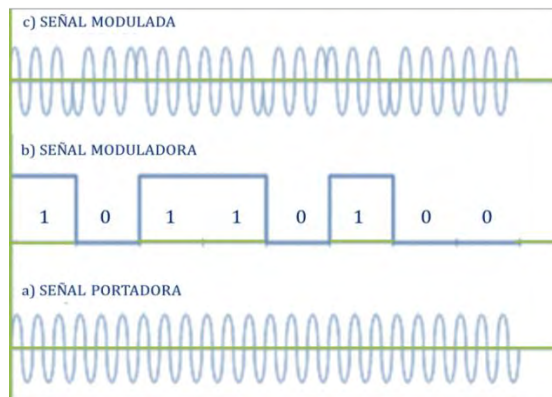 c) SEÑAL MODULADA
b) SEÑAL MODULADORA
1 0 1 1 0 1 0 0
a) SEÑAL PORTADORA